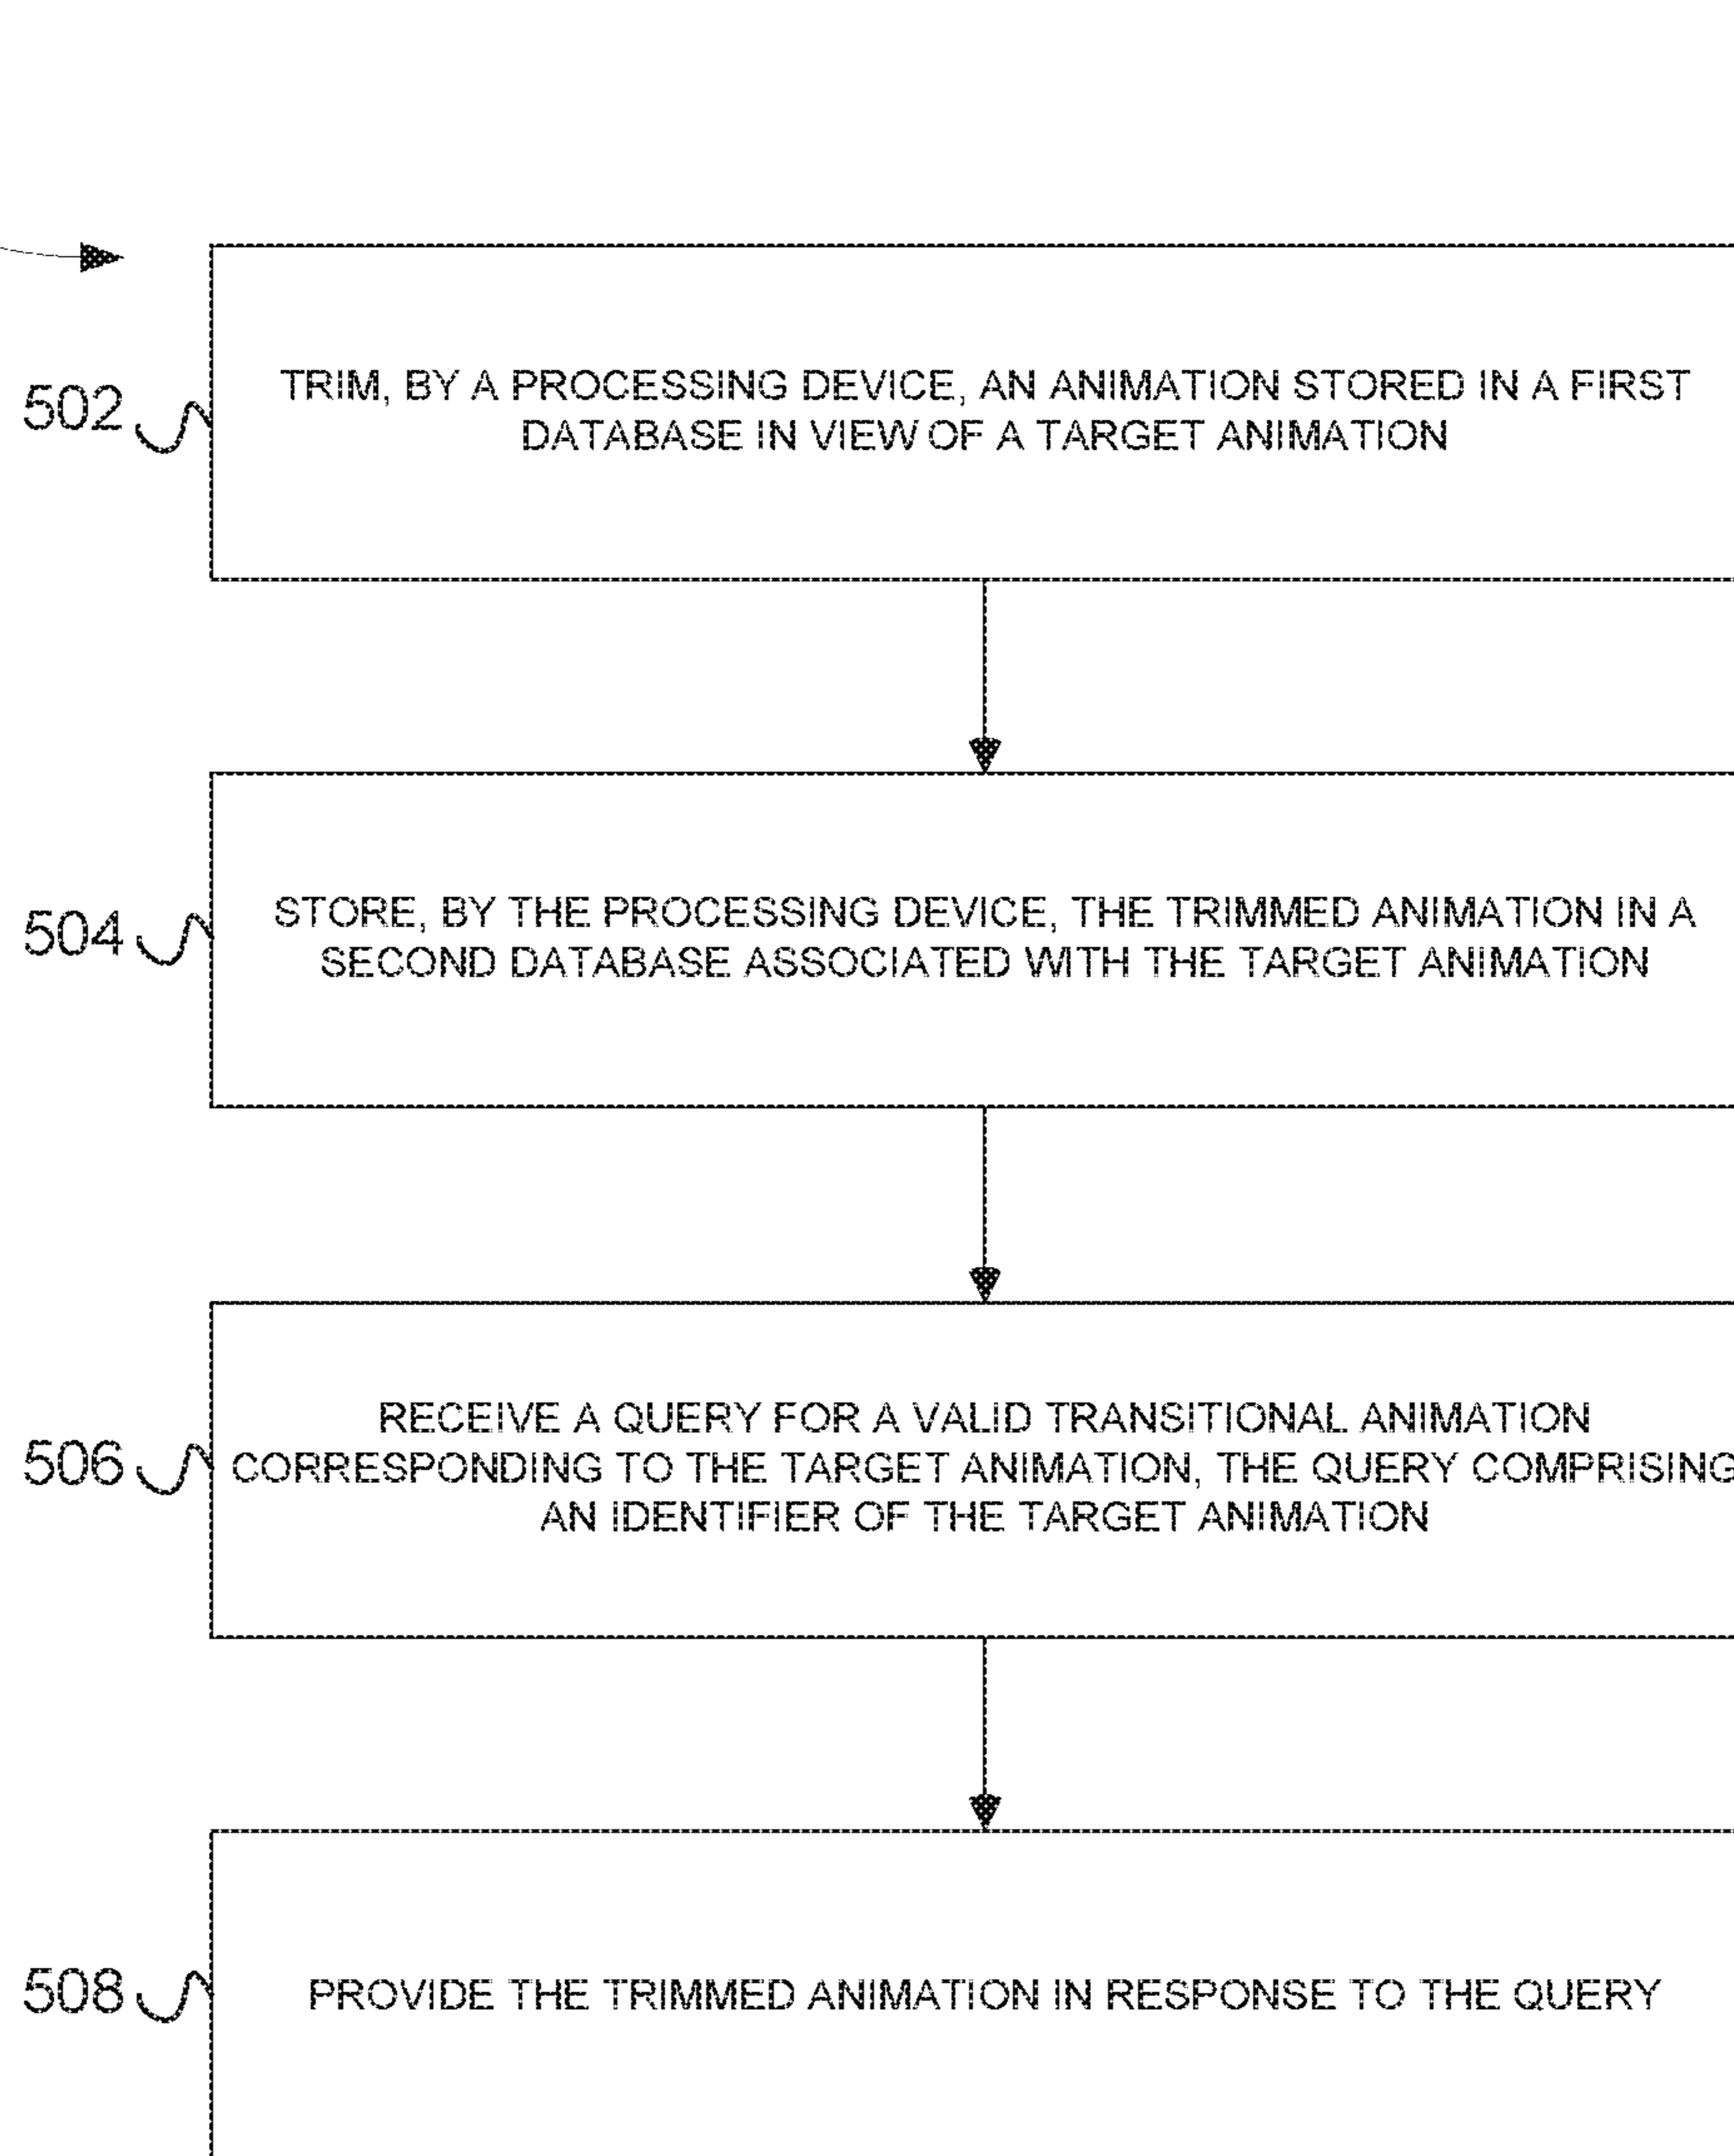 502
TRIM, BY A PROCESSING DEVICE, AN ANIMATION STORED IN A FIRST
DATABASE IN VIEW OF A TARGET ANIMATION
504
STORE, BY THE PROCESSING DEVICE, THE TRIMMED ANIMATION IN A
SECOND DATABASE ASSOCIATED WITH THE TARGET ANIMATION
506
RECEIVE A QUERY FOR A VALID TRANSITIONAL ANIMATION
CORRESPONDING TO THE TARGET ANIMATION, THE QUERY COMPRISING
AN IDENTIFIER OF THE TARGET ANIMATION
508
PROVIDE THE TRIMMED ANIMATION IN RESPONSE TO THE QUERY